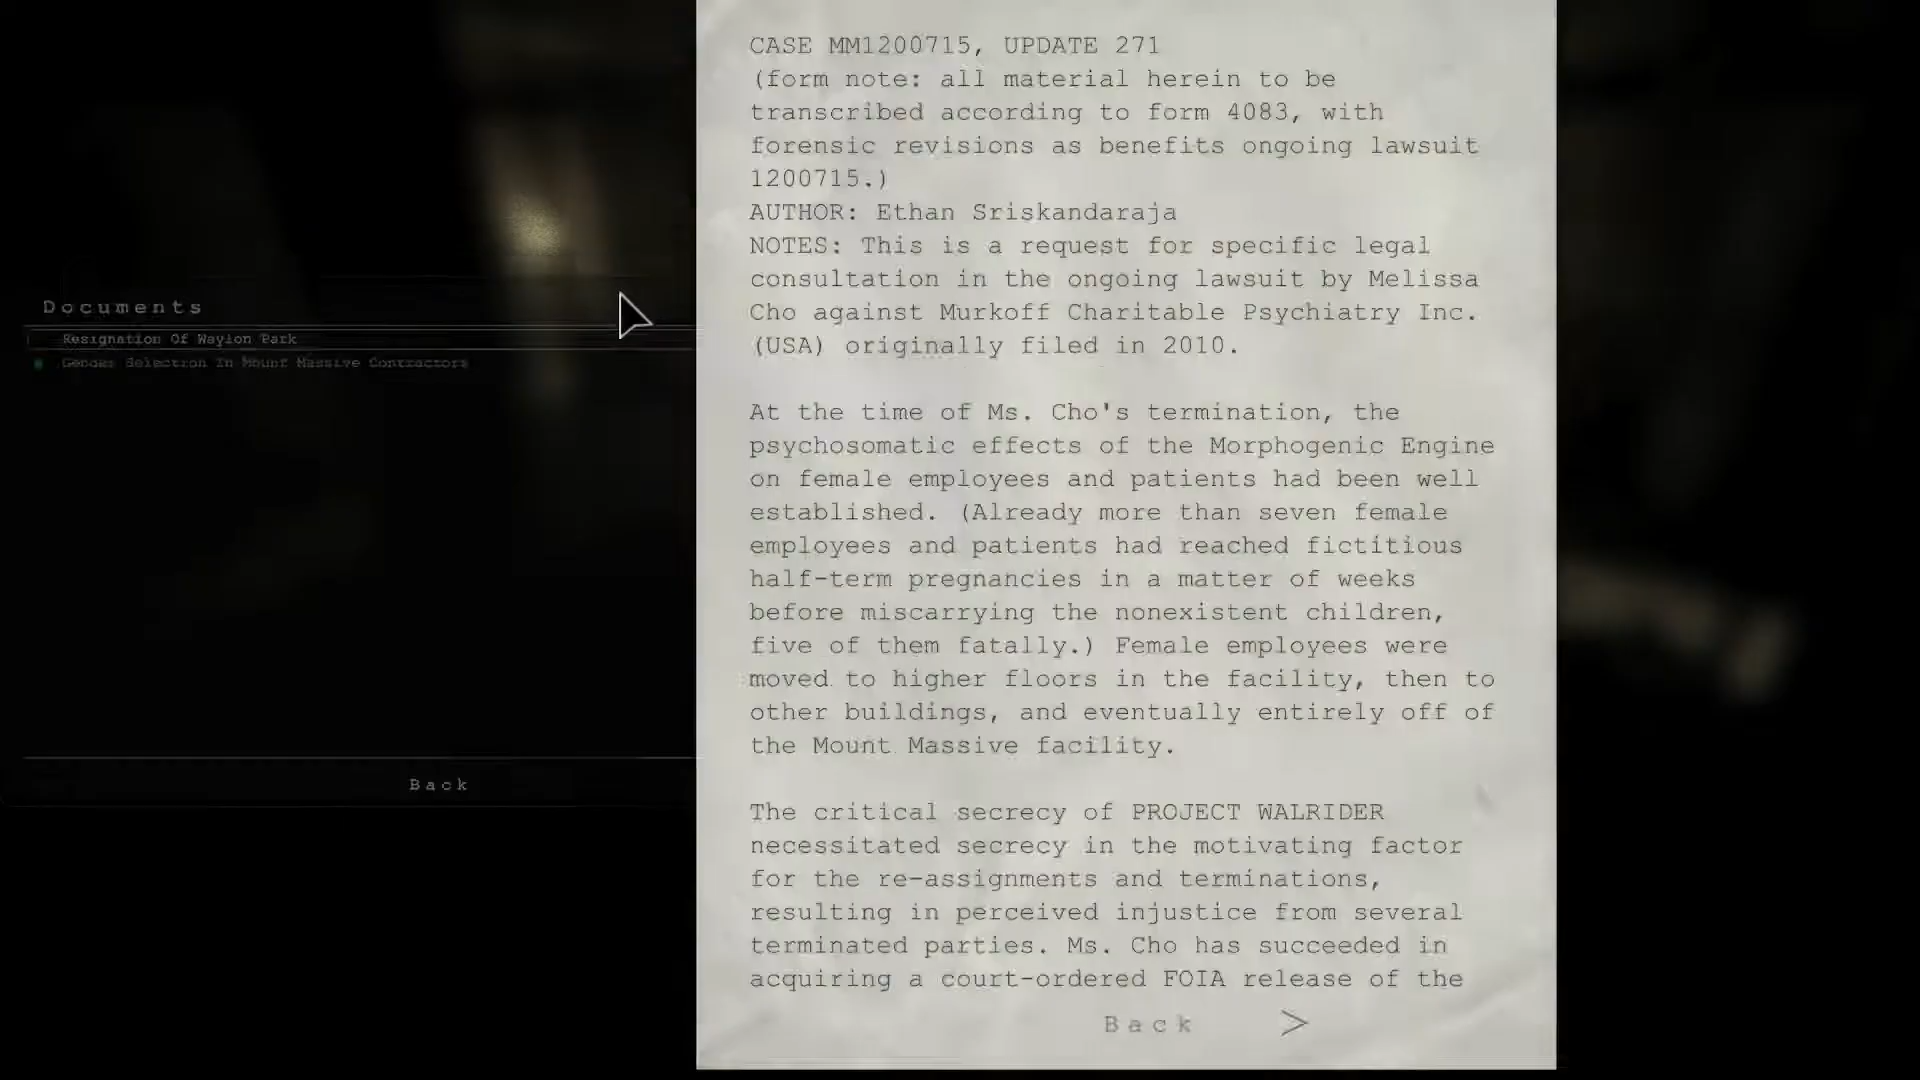 Documents
Resignation Of Waylon Park
Gender Selection In Mount Massive Contractors
Back
CASE MM1200715, UPDATE 271
(form note: all material herein to be
transcribed according to form 4083, with
forensic revisions as benefits ongoing lawsuit
1200715.)
AUTHOR: Ethan Sriskandaraja
NOTES: This is a request for specific legal
consultation in the ongoing lawsuit by Melissa
Cho against Murkoff Charitable Psychiatry Inc.
(USA) originally filed in 2010.
At the time of Ms. Cho's termination, the
psychosomatic effects of the Morphogenic Engine
on female employees and patients had been well
established. (Already more than seven female
employees and patients had reached fictitious
half-term pregnancies in a matter of weeks
before miscarrying the nonexistent children,
five of them fatally.) Female employees were
moved to higher floors in the facility, then to
other buildings, and eventually entirely off of
the Mount Massive facility.
The critical secrecy of PROJECT WALRIDER
necessitated secrecy in the motivating factor
for the re-assignments and terminations,
resulting in perceived injustice from several
terminated parties. Ms. Cho has succeeded in
acquiring a court-ordered FOIA release of the
Back >